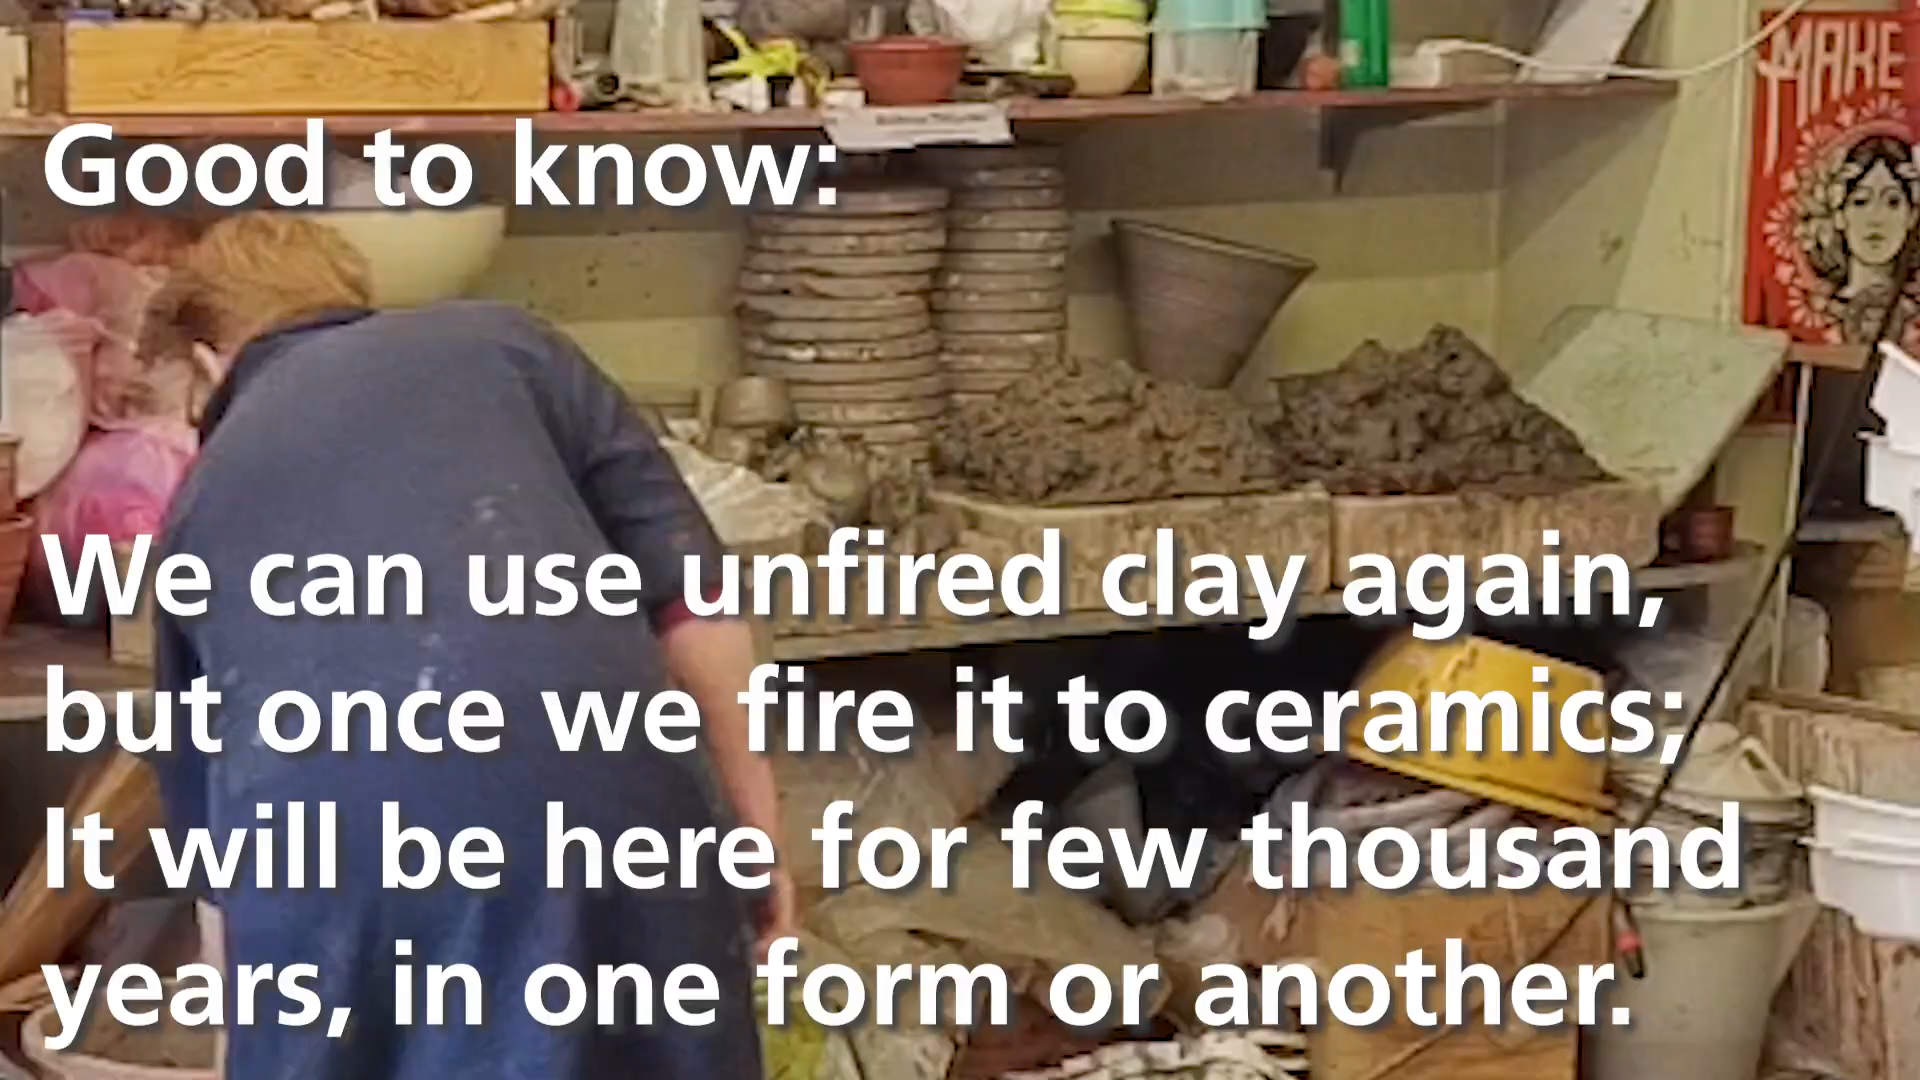 MAKE
Good to know:
We can use unfired clay again,
but once we fire it to ceramics;
It will be here for few thousand
years, in one form or another.